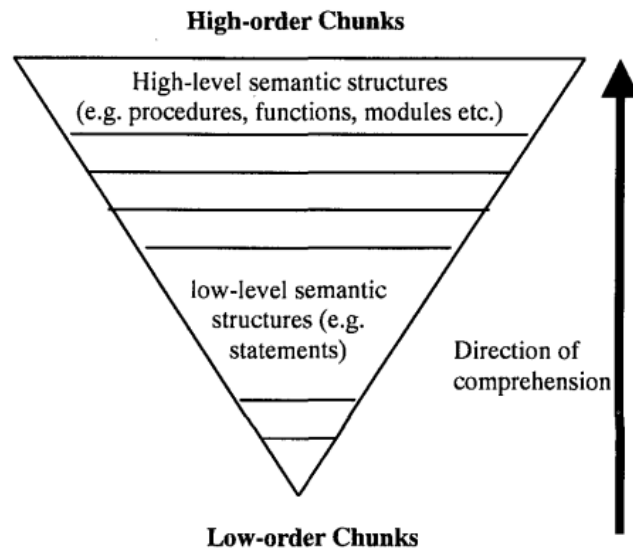 High-order Chunks
High-level semantic structures
(e.g. procedures, functions, modules etc.)
low-level semantic
structures (e.g.
statements)
Direction of
comprehension
Low-order Chunks